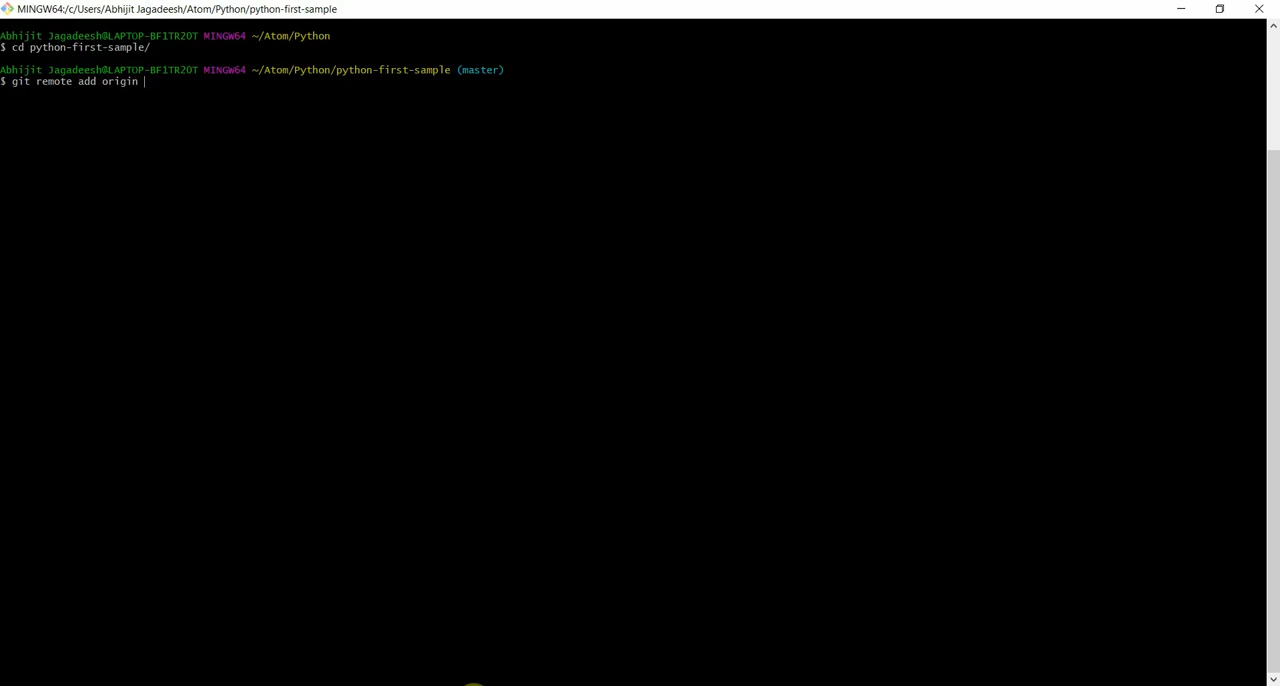 MINGW64:/c/Users/Abhijit Jagadeesh/Atom/Python/python-first-sample
Abhijit Jagadeesh@LAPTOP-BF1TR2OT MINGW64 ~/Atom/Python
$ cd python-first-sample/
Abhijit Jagadeesh@LAPTOP-BF1TR2OT MINGW64 ~/Atom/Python/python-first-sample (master)
$ git remote add origin